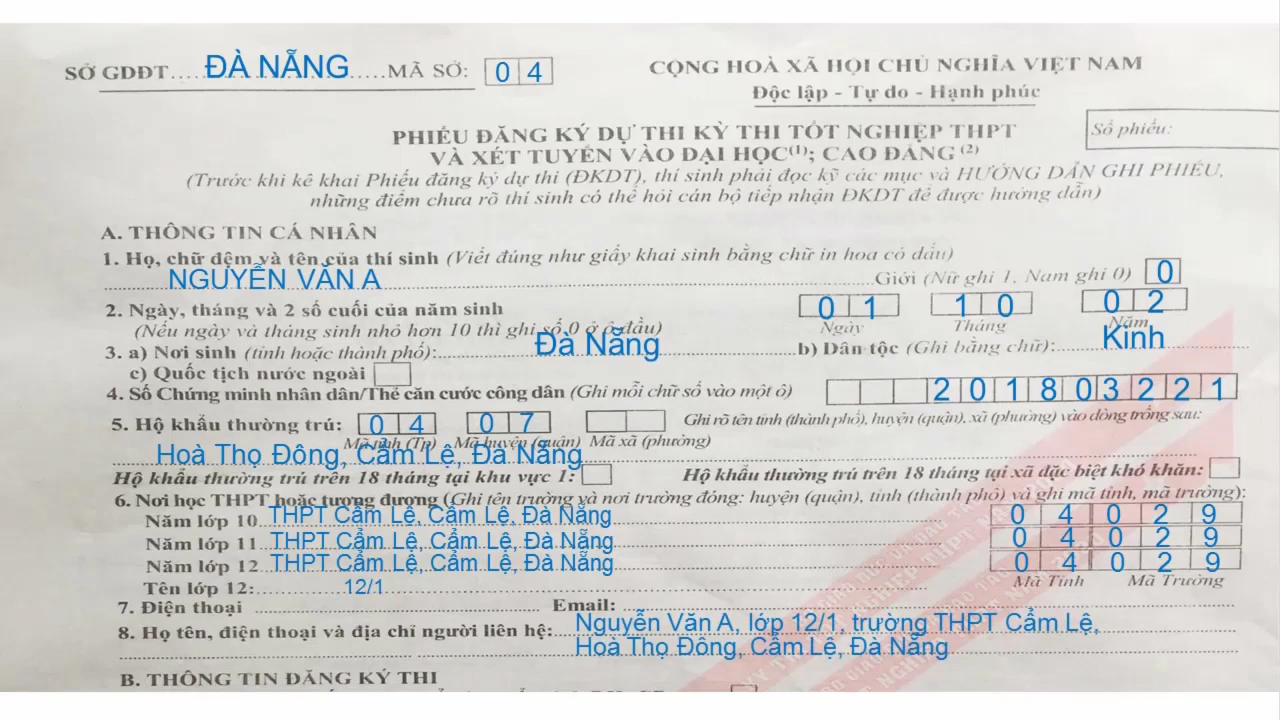 SỞ GDĐT.....ĐÀ NẴNG.....MÃ SỞ: 0 4
CỘNG HOÀ XÃ HỘI CHỦ NGHĨA VIỆT NAM
Độc lập - Tự do - Hạnh phúc
Số phiếu:
PHIẾU ĐĂNG KÝ DỰ THI KỲ THI TỐT NGHIỆP THPT
VÀ XÉT TUYỂN VÀO ĐẠI HỌC(1); CAO ĐẲNG (2)
(Trước khi kê khai Phiếu đăng ký dự thi (ĐKDT), thí sinh phải đọc kỹ các mục và HƯỚNG DẪN GHI PHIẾU,
những điểm chưa rõ thí sinh có thể hỏi cán bộ tiếp nhận ĐKDT để được hướng dẫn)
A. THÔNG TIN CÁ NHÂN
1. Họ, chữ đệm và tên của thí sinh (Viết đúng như giấy khai sinh bằng chữ in hoa có dấu)
NGUYỄN VĂN A Giới (Nữ ghi 1, Nam ghi 0) 0
2. Ngày, tháng và 2 số cuối của năm sinh 0 1 1 0 0 2
(Nếu ngày và tháng sinh nhỏ hơn 10 thì ghi số 0 ở ô đầu) Ngày Tháng Năm
3. a) Nơi sinh (tỉnh hoặc thành phố): Đà Nẵng b) Dân tộc (Ghi bằng chữ): Kinh
c) Quốc tịch nước ngoài
4. Số Chứng minh nhân dân/Thẻ căn cước công dân (Ghi mỗi chữ số vào một ô) 2 0 1 8 0 3 2 2 1
5. Hộ khẩu thường trú: 0 4 0 7 Ghi rõ tên tỉnh (thành phố), huyện (quận), xã (phường) vào dòng trống sau:
Mã tỉnh (Tp) Mã huyện (quận) Mã xã (phường)
Hoà Thọ Đông, Cẩm Lệ, Đà Nẵng
Hộ khẩu thường trú trên 18 tháng tại khu vực 1: Hộ khẩu thường trú trên 18 tháng tại xã đặc biệt khó khăn:
6. Nơi học THPT hoặc tương đương (Ghi tên trường và nơi trường đóng: huyện (quận), tỉnh (thành phố) và ghi mã tỉnh, mã trường):
Năm lớp 10 THPT Cẩm Lệ, Cẩm Lệ, Đà Nẵng 0 4 0 2 9
Năm lớp 11 THPT Cẩm Lệ, Cẩm Lệ, Đà Nẵng 0 4 0 2 9
Năm lớp 12 THPT Cẩm Lệ, Cẩm Lệ, Đà Nẵng 0 4 0 2 9
Tên lớp 12: 12/1 Mã Tỉnh Mã Trường
7. Điện thoại Email:
8. Họ tên, điện thoại và địa chỉ người liên hệ: Nguyễn Văn A, lớp 12/1, trường THPT Cẩm Lệ,
Hoà Thọ Đông, Cẩm Lệ, Đà Nẵng
B. THÔNG TIN ĐĂNG KÝ THI